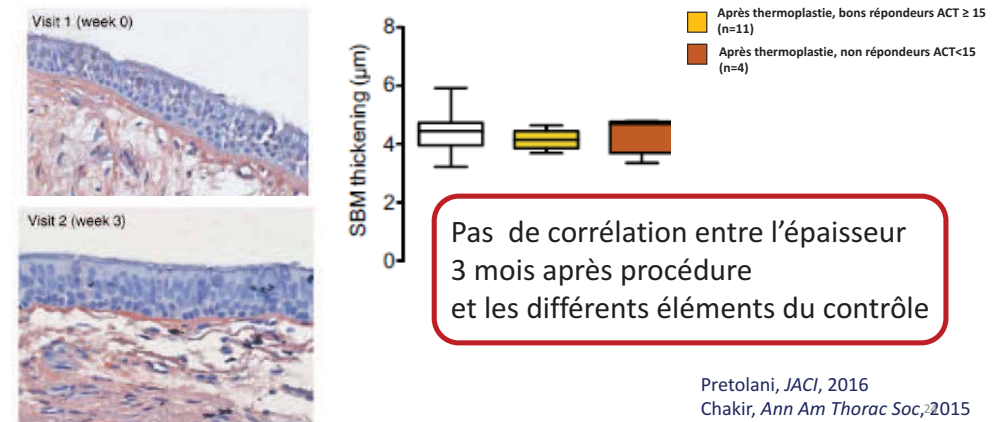 Visit 1 (week 0)
Visit 2 (week 3)
SBM thickening (µm)
8
6
4
2
0
Après thermoplastie, bons répondeurs ACT ≥ 15
(n=11)
Après thermoplastie, non répondeurs ACT<15
(n=4)
Pas de corrélation entre l'épaisseur
3 mois après procédure
et les différents éléments du contrôle
Pretolani, JACI, 2016
Chakir, Ann Am Thorac Soc, 2015